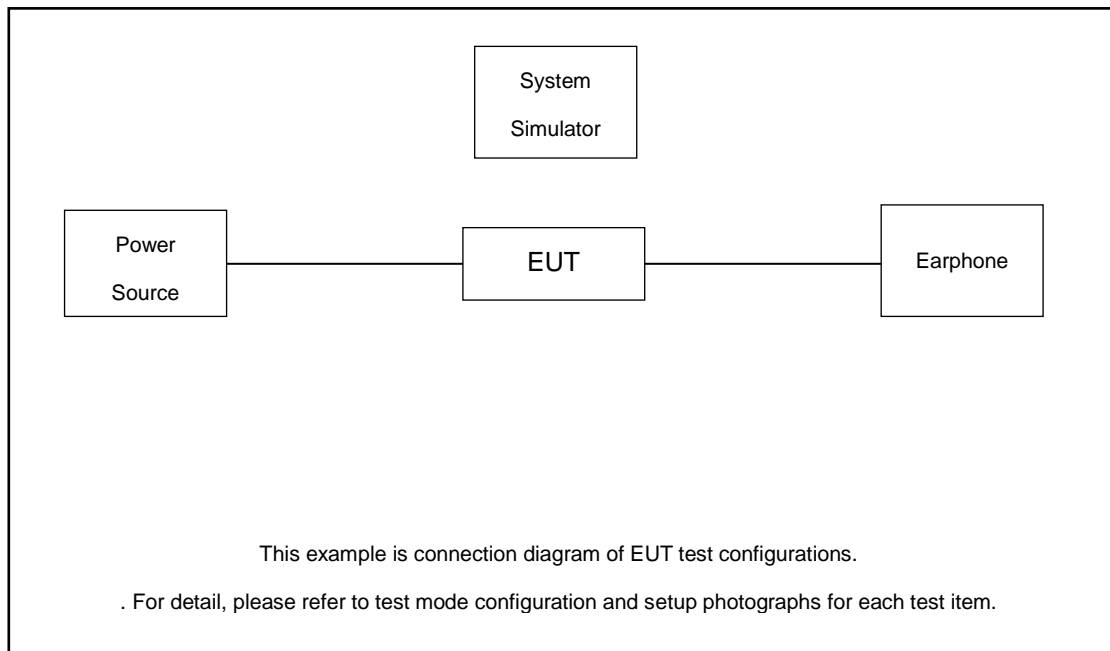 System
Simulator
Power
Source
EUT
Earphone
This example is connection diagram of EUT test configurations.
. For detail, please refer to test mode configuration and setup photographs for each test item.